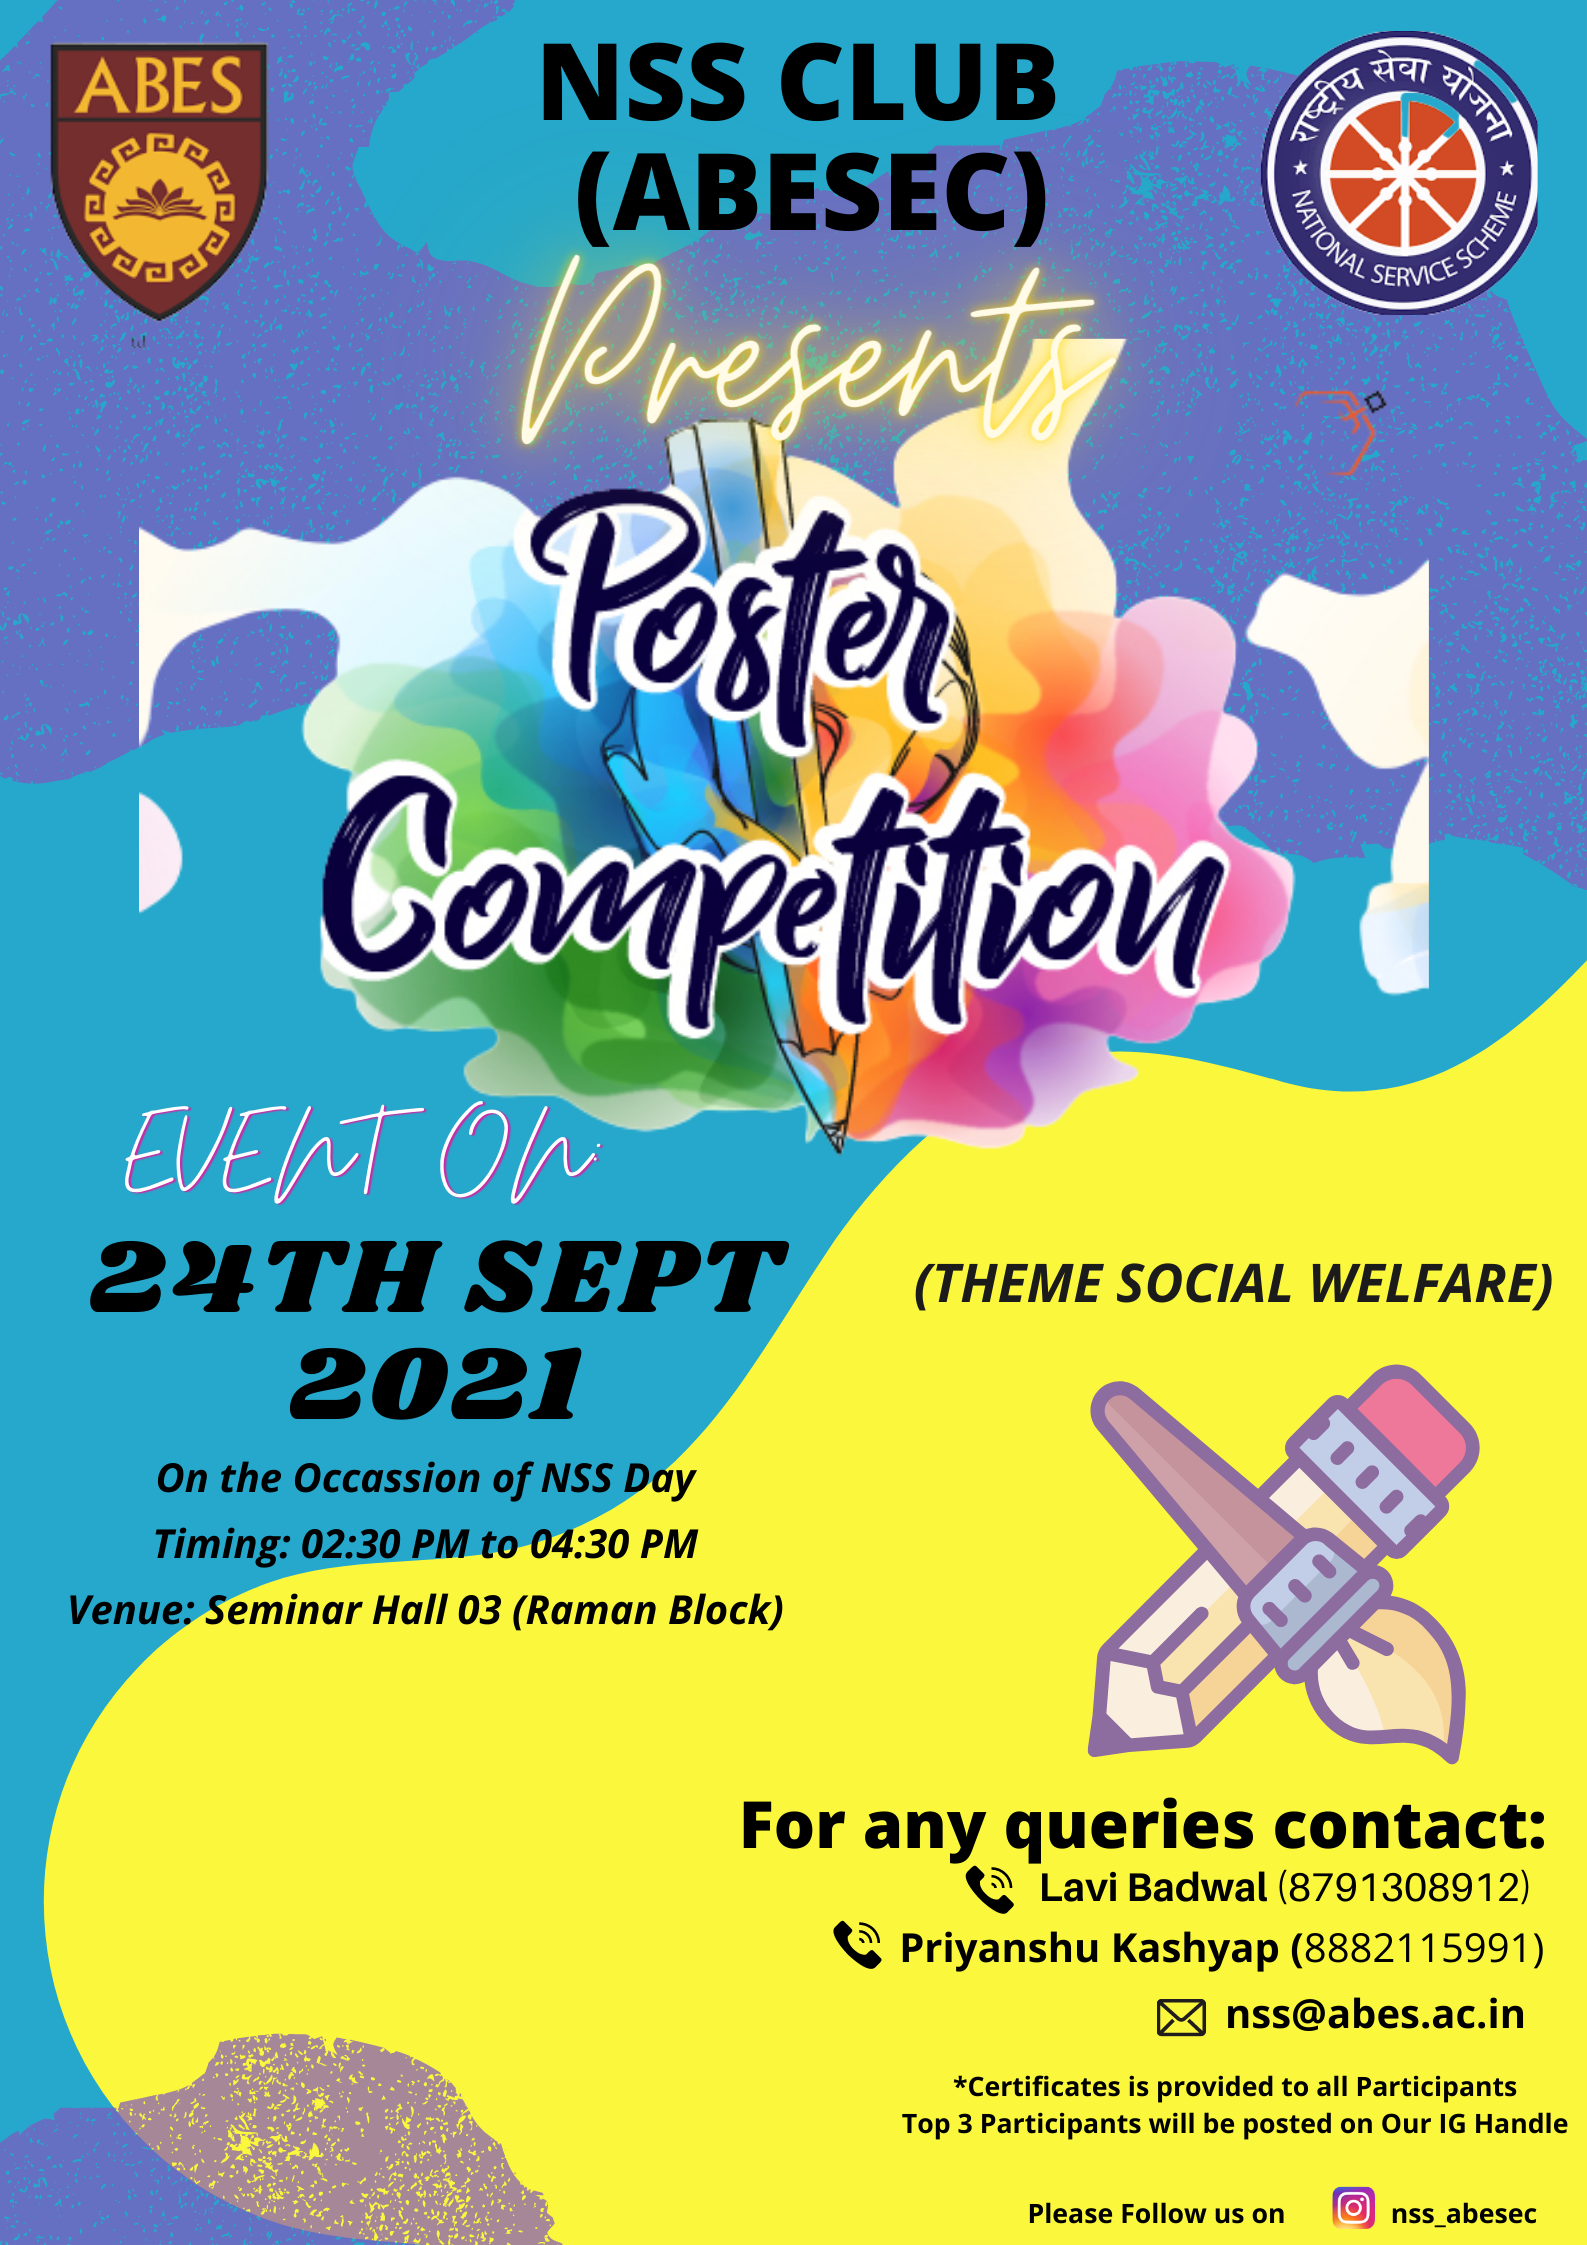 ABES
NSS CLUB
(ABESEC)
राष्ट्रीय सेवा योजना
NATIONAL SERVICE SCHEME
Presents
Poster
Competition
EVENT ON:
24TH SEPT
2021
On the Occassion of NSS Day
Timing: 02:30 PM to 04:30 PM
Venue: Seminar Hall 03 (Raman Block)
(THEME SOCIAL WELFARE)
For any queries contact:
Lavi Badwal (8791308912)
Priyanshu Kashyap (8882115991)
nss@abes.ac.in
*Certificates is provided to all Participants
Top 3 Participants will be posted on Our IG Handle
Please Follow us on nss_abesec